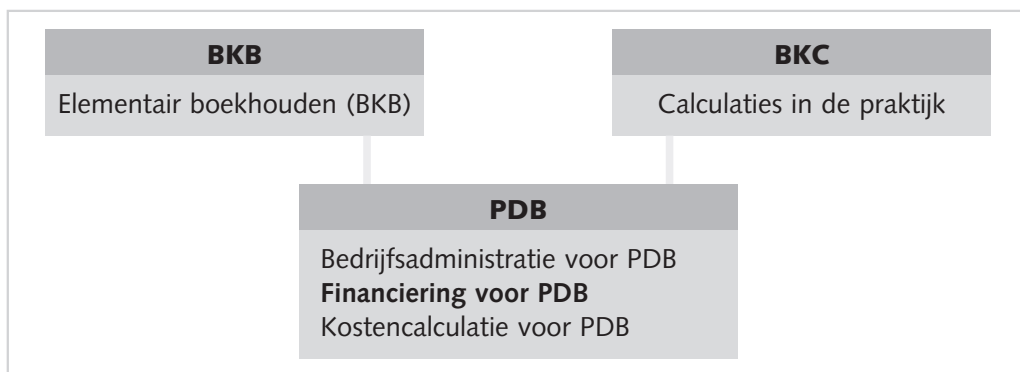 BKB
Elementair boekhouden (BKB)
BKC
Calculaties in de praktijk
PDB
Bedrijfsadministratie voor PDB
Financiering voor PDB
Kostencalculatie voor PDB